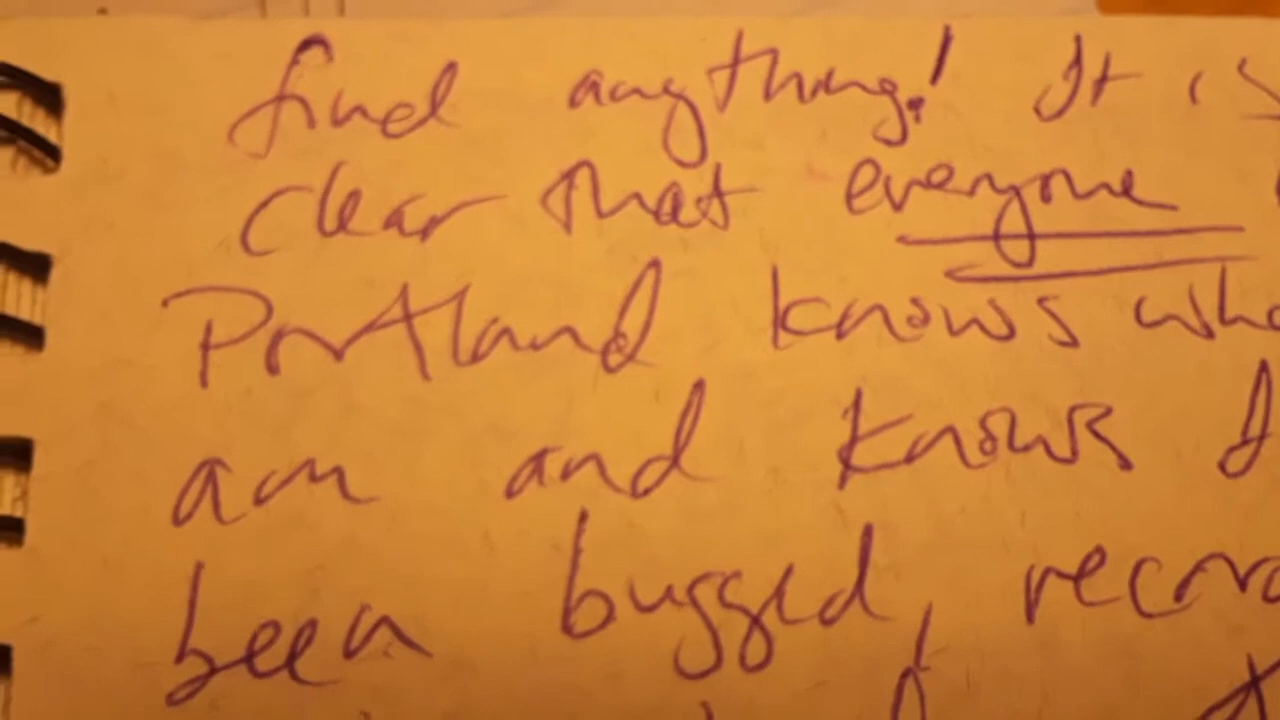 find anything! It is
clear that everyone
Portland knows who
am and knows I
been bugged, recor